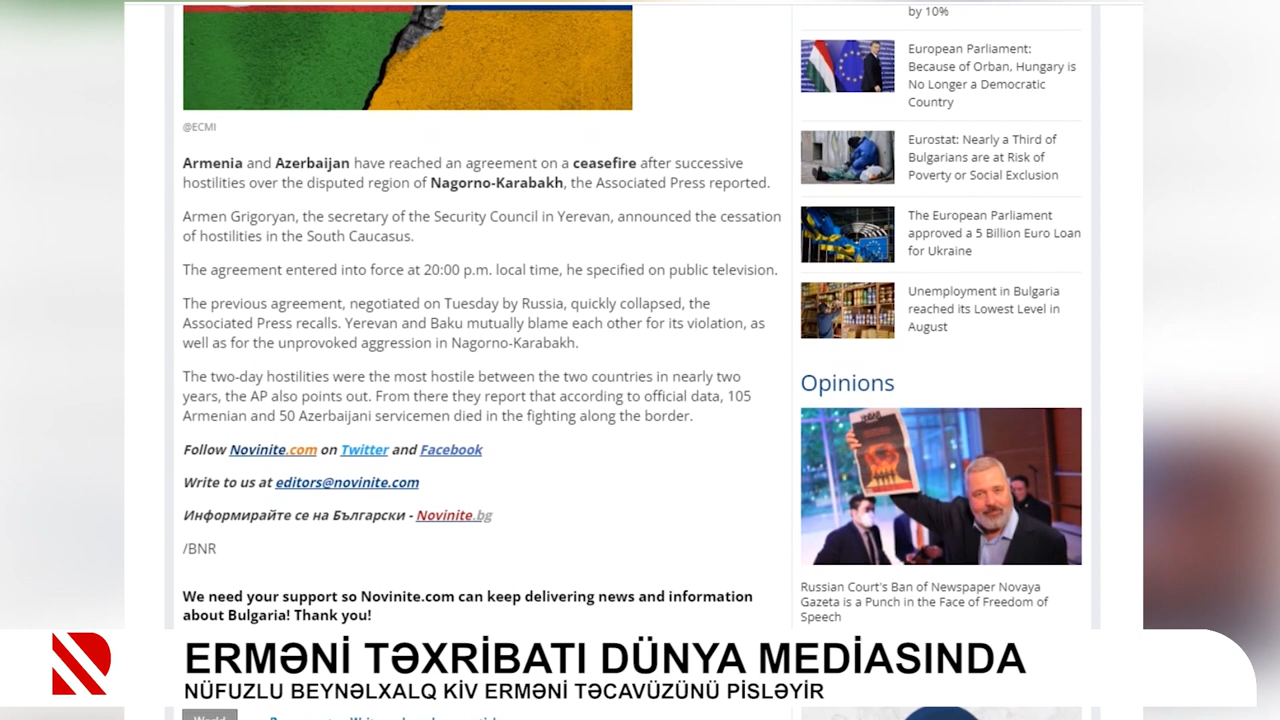 @ECMI
Armenia and Azerbaijan have reached an agreement on a ceasefire after successive
hostilities over the disputed region of Nagorno-Karabakh, the Associated Press reported.
Armen Grigoryan, the secretary of the Security Council in Yerevan, announced the cessation
of hostilities in the South Caucasus.
The agreement entered into force at 20:00 p.m. local time, he specified on public television.
The previous agreement, negotiated on Tuesday by Russia, quickly collapsed, the
Associated Press recalls. Yerevan and Baku mutually blame each other for its violation, as
well as for the unprovoked aggression in Nagorno-Karabakh.
The two-day hostilities were the most hostile between the two countries in nearly two
years, the AP also points out. From there they report that according to official data, 105
Armenian and 50 Azerbaijani servicemen died in the fighting along the border.
Follow Novinite.com on Twitter and Facebook
Write to us at editors@novinite.com
Информирайте се на Български - Novinite.bg
/BNR
We need your support so Novinite.com can keep delivering news and information
about Bulgaria! Thank you!
by 10%
European Parliament:
Because of Orban, Hungary is
No Longer a Democratic
Country
Eurostat: Nearly a Third of
Bulgarians are at Risk of
Poverty or Social Exclusion
The European Parliament
approved a 5 Billion Euro Loan
for Ukraine
Unemployment in Bulgaria
reached its Lowest Level in
August
Opinions
Russian Court's Ban of Newspaper Novaya
Gazeta is a Punch in the Face of Freedom of
Speech
ERMƏNİ TƏXRİBATI DÜNYA MEDİASINDA
NÜFUZLU BEYNƏLXALQ KİV ERMƏNİ TƏCAVÜZÜNÜ PİSLƏYİR
World